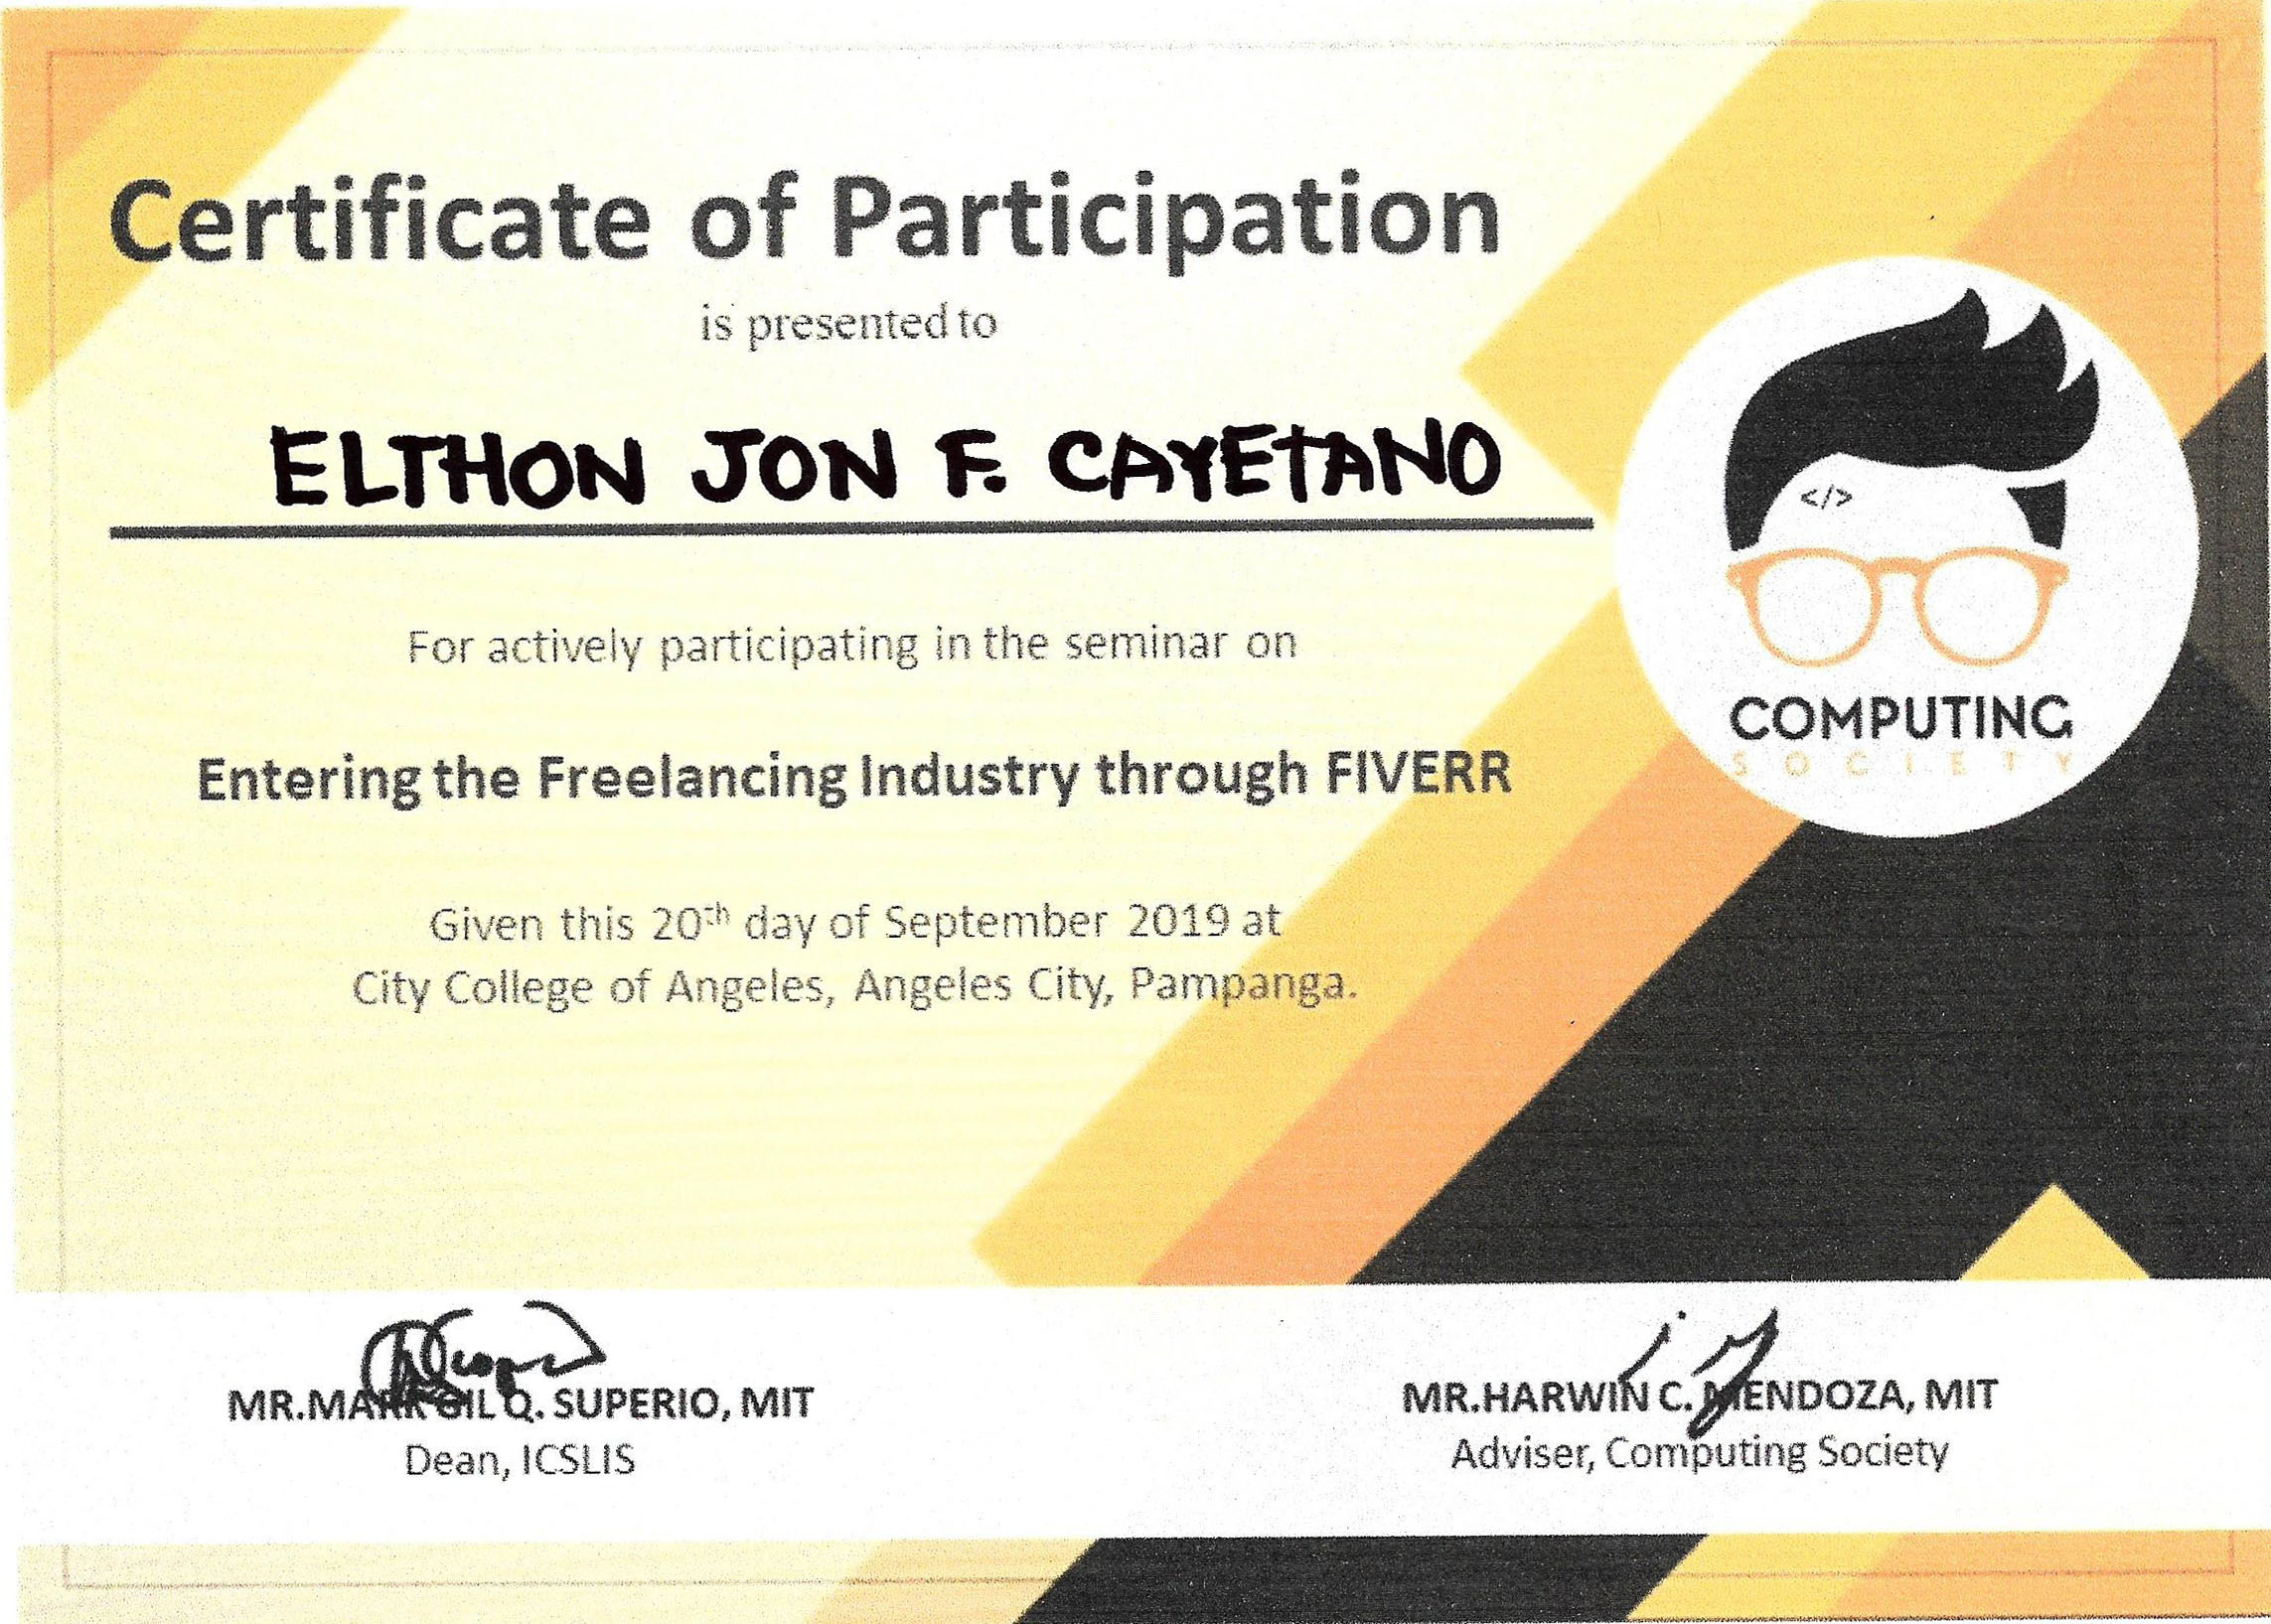 Certificate of Participation
is presented to
ELTHON JON F. CAYETANO
</>
COMPUTING
SOCIETY
For actively participating in the seminar on
Entering the Freelancing Industry through FIVERR
Given this 20th day of September 2019 at
City College of Angeles, Angeles City, Pampanga.
MR.MARK GIL Q. SUPERIO, MIT
Dean, ICSLIS
MR.HARWIN C. MENDOZA, MIT
Adviser, Computing Society